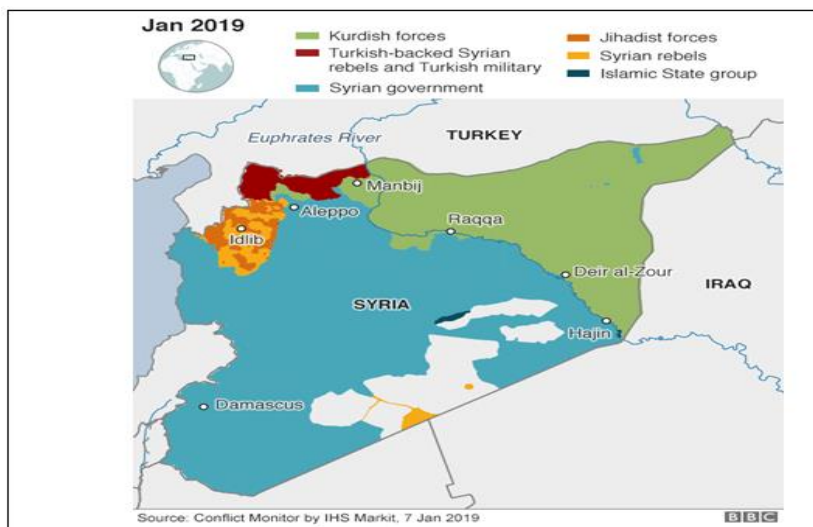 Jan 2019
Kurdish forces
Turkish-backed Syrian
rebels and Turkish military
Syrian government
Jihadist forces
Syrian rebels
Islamic State group
Euphrates River
TURKEY
Manbij
Aleppo
Raqqa
Idlib
Deir al-Zour
SYRIA
IRAQ
Hajin
Damascus
Source: Conflict Monitor by IHS Markit, 7 Jan 2019
BBC